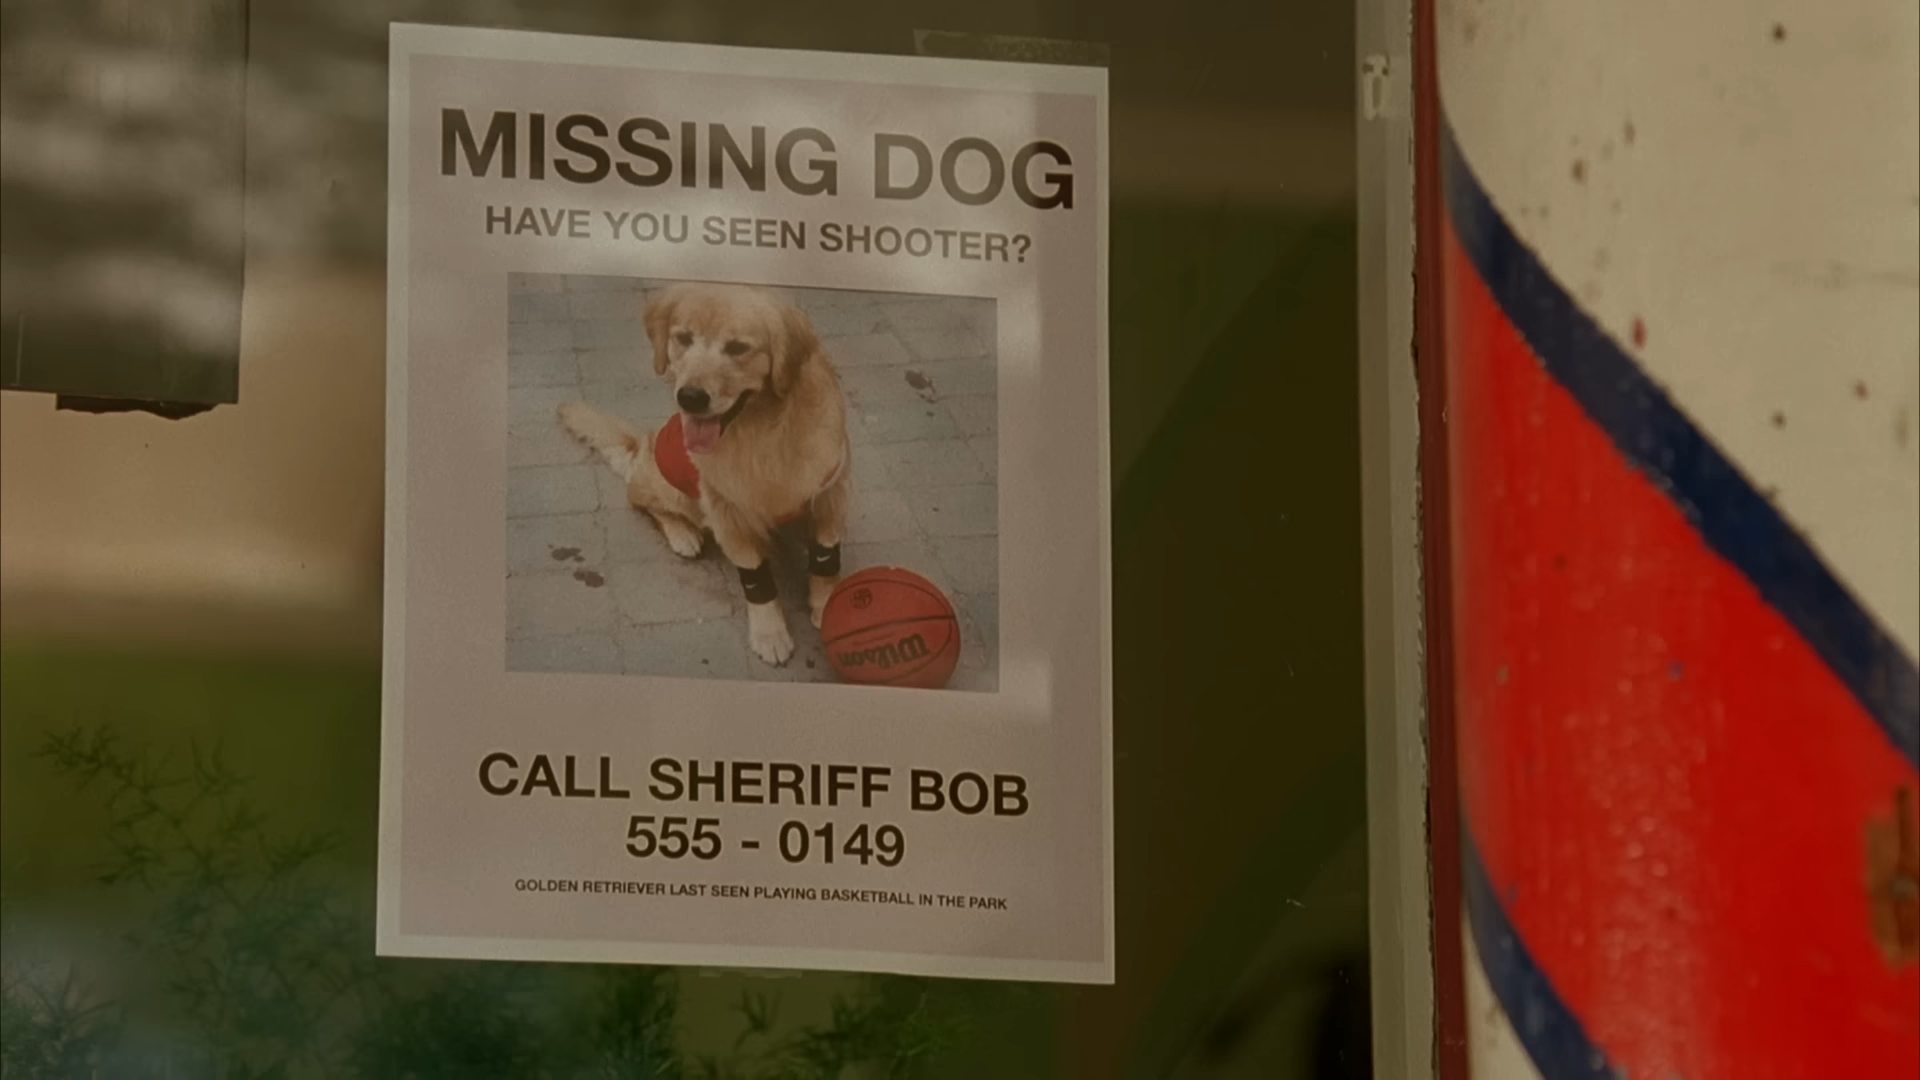 MISSING DOG
HAVE YOU SEEN SHOOTER?
Wilson
CALL SHERIFF BOB
555 - 0149
GOLDEN RETRIEVER LAST SEEN PLAYING BASKETBALL IN THE PARK